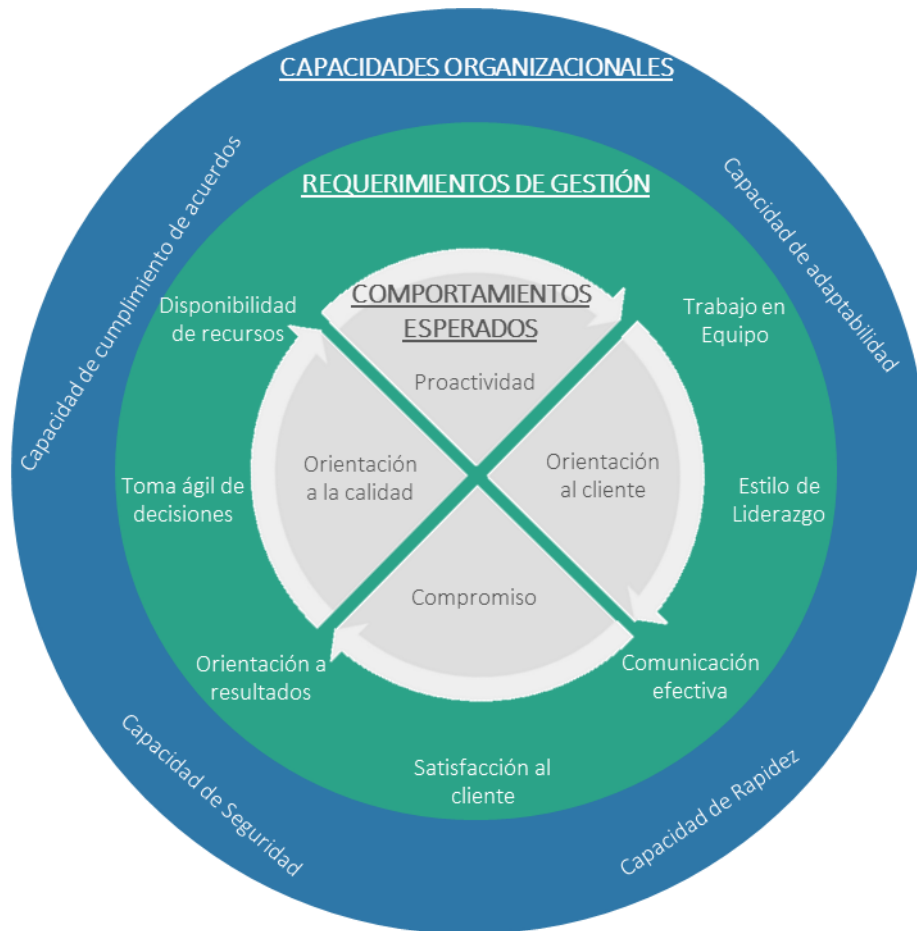 CAPACIDADES ORGANIZACIONALES
Capacidad de cumplimiento de acuerdos
Capacidad de adaptabilidad
REQUERIMIENTOS DE GESTIÓN
Disponibilidad
de recursos
COMPORTAMIENTOS
ESPERADOS
Trabajo en
Equipo
Proactividad
Toma ágil de
decisiones
Orientación
a la calidad
Orientación
al cliente
Estilo de
Liderazgo
Compromiso
Orientación a
resultados
Comunicación
efectiva
Satisfacción al
cliente
Capacidad de Seguridad
Capacidad de Rapidez